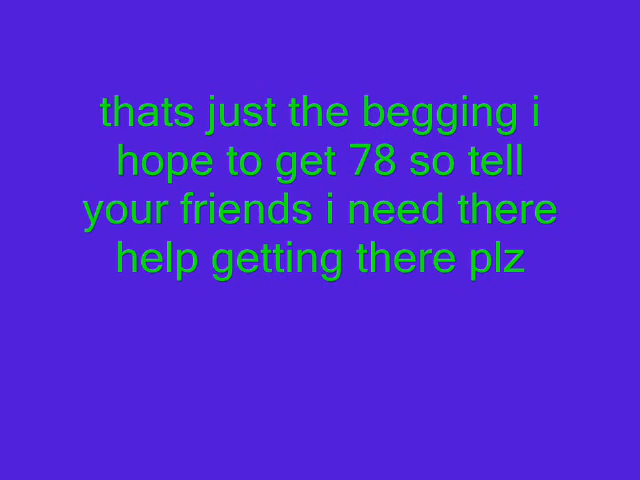 thats just the begging i
hope to get 78 so tell
your friends i need there
help getting there plz